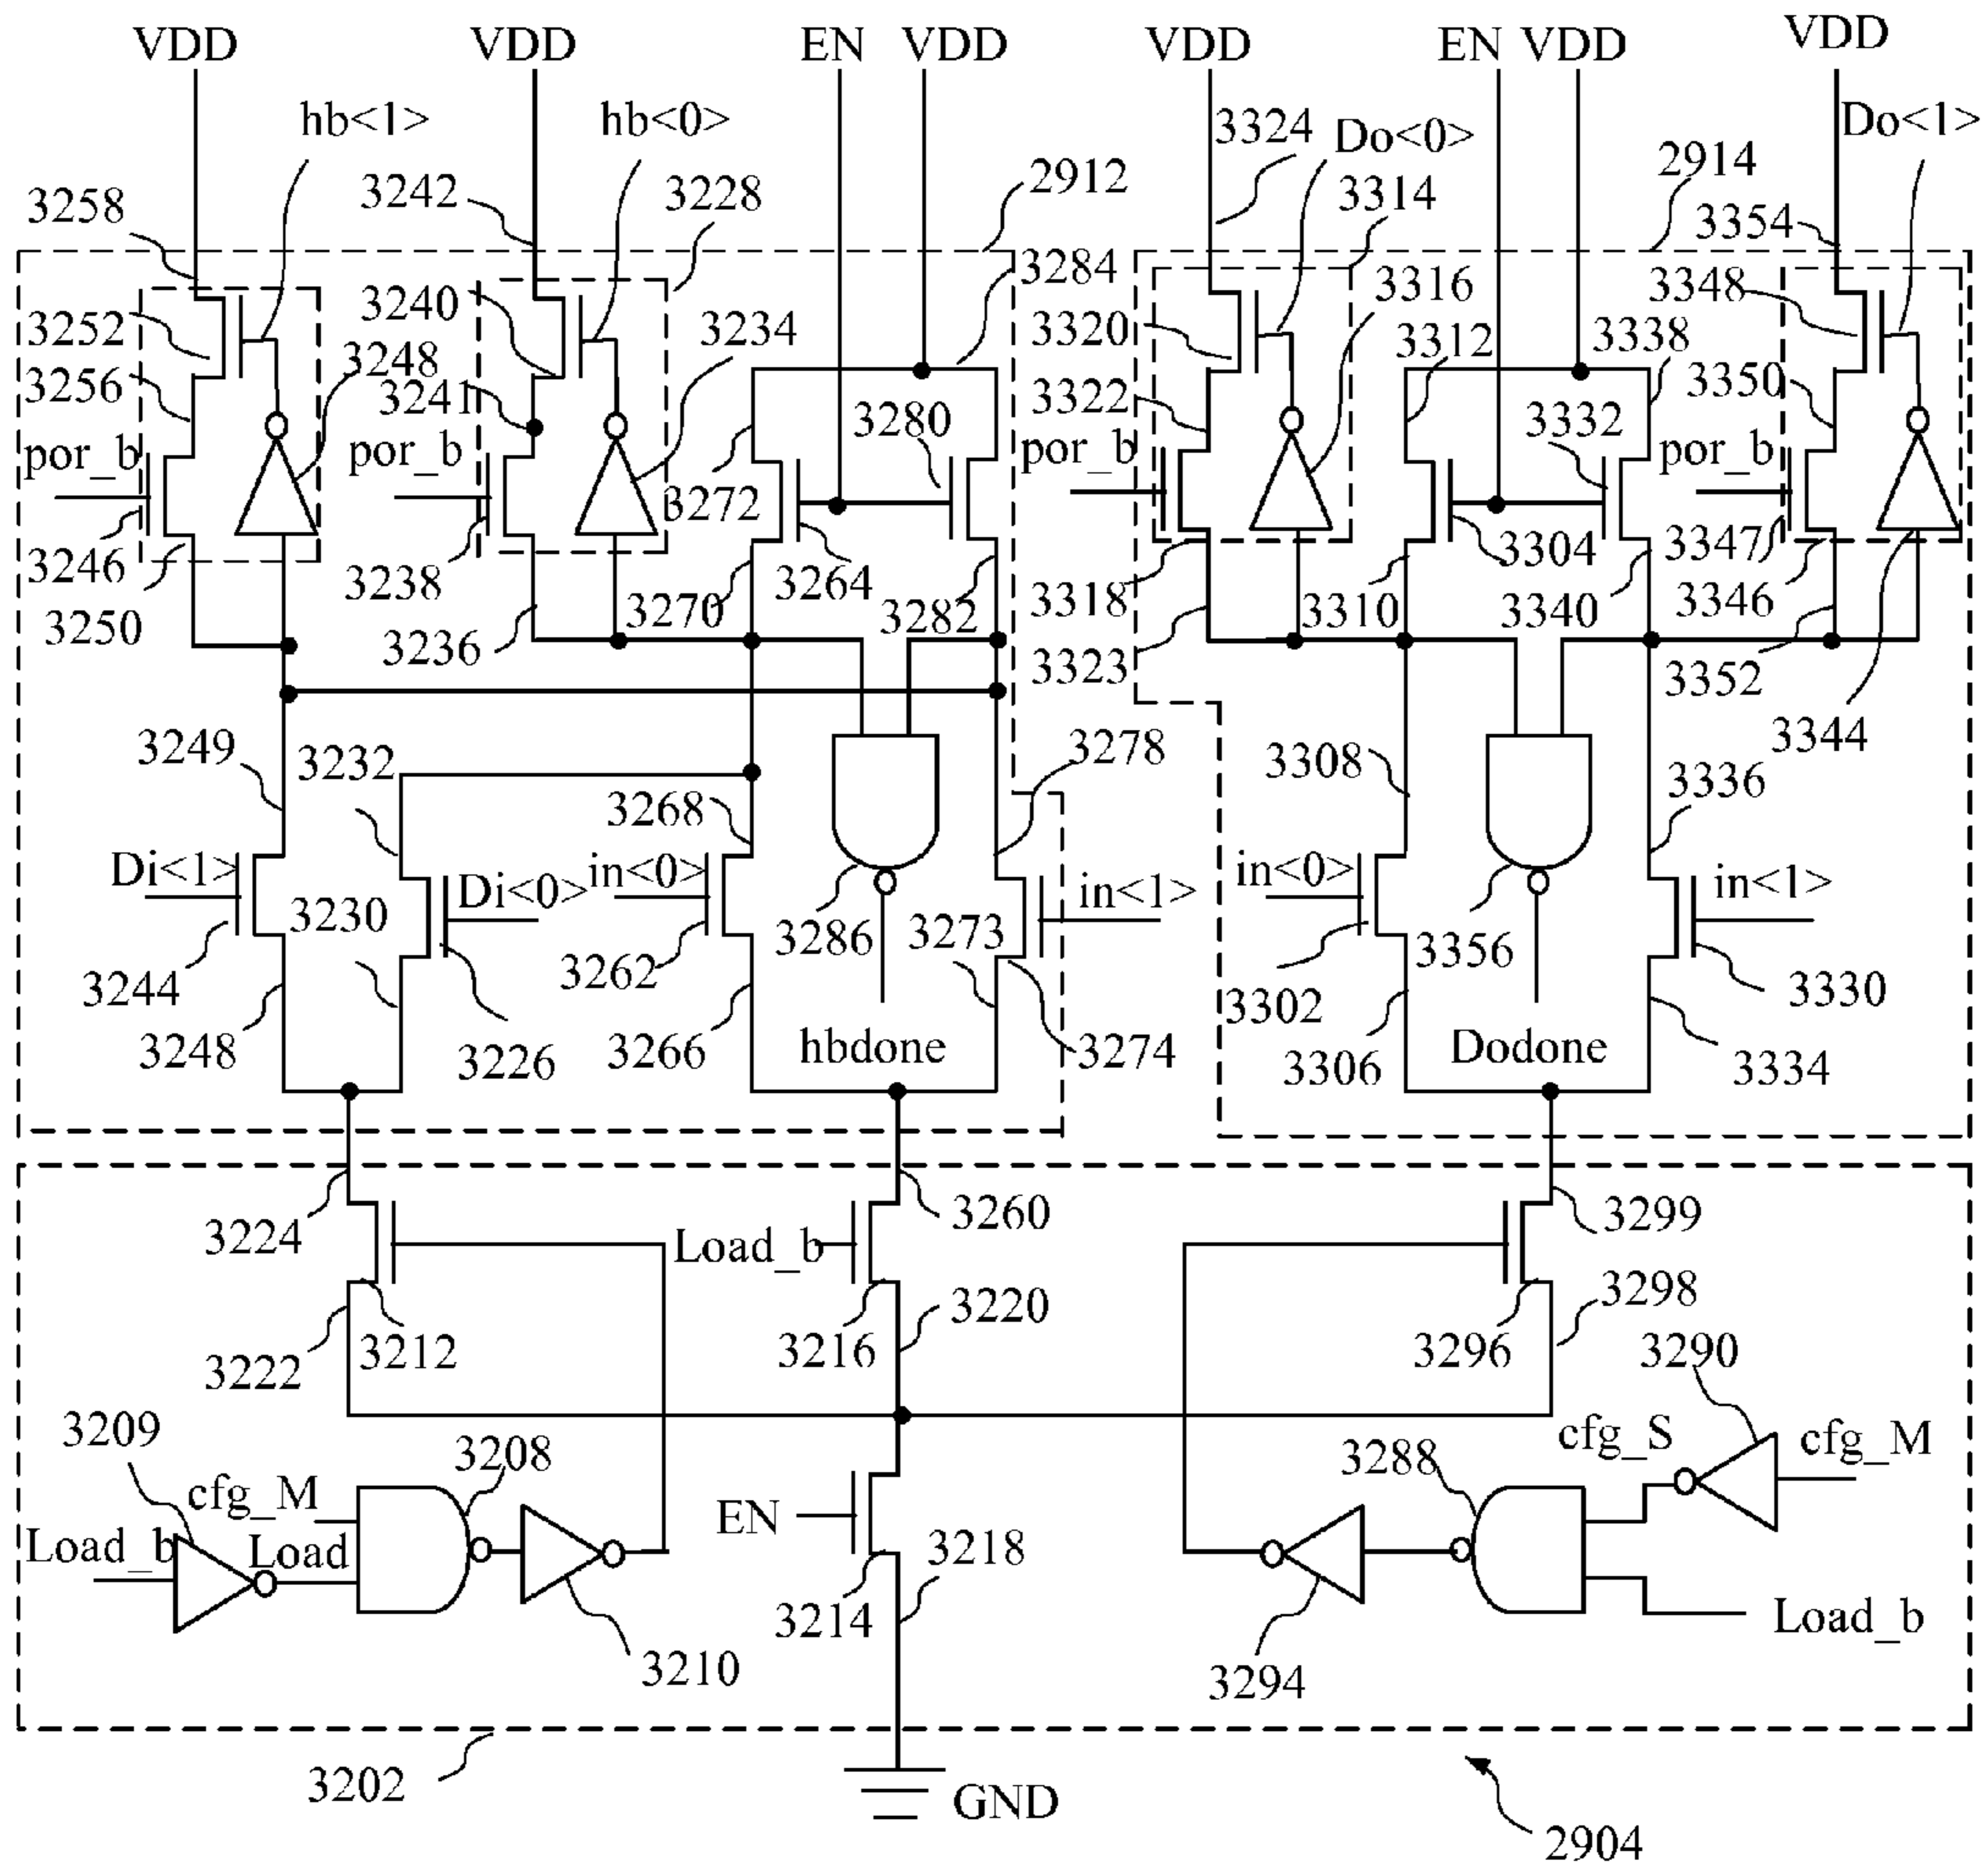 VDD VDD EN VDD VDD EN VDD VDD
hb<1> hb<0> 3324 Do<0> Do<1>
3258 3242 3228 2912 3314 2914 3354
3284
3252 3240 3234 3320 3316 3312 3338 3348
3256 3248 3241 3280 3322 3332 3350
por_b por_b por_b por_b
3272
3246 3238 3264 3318 3304 3347
3250 3236 3270 3282 3323 3310 3340 3346
3352
3249 3232 3278 3308 3344
3268 3336
Di<1> Di<0> in<0> in<1> in<0> in<1>
3230 3286 3273 3356
3244 3262 3302 3330
3248 3226 3266 hbdone 3274 3306 Dodone 3334
3224 Load_b 3260 3299
3222 3212 3216 3220 3296 3298
3290
3209 cfg_M 3208 3288 cfg_S cfg_M
Load_b Load EN 3218
3210 3214 3294 Load_b
3202 GND
2904